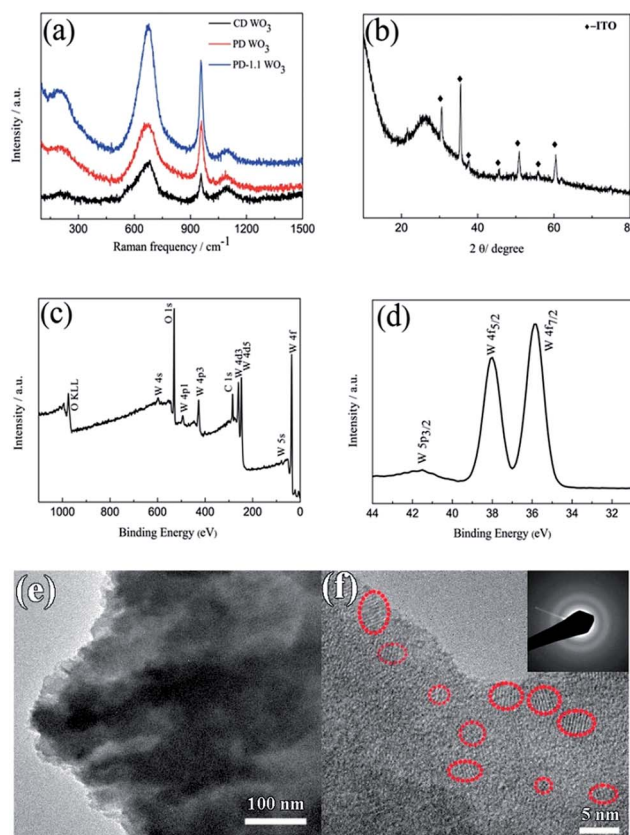 (a)
CD WO₃
PD WO₃
PD-1.1 WO₃
Intensity / a.u.
300 600 900 1200 1500
Raman frequency / cm⁻¹
(b)
♦–ITO
Intensity / a.u.
20 40 60 80
2 θ/ degree
(c)
O KLL
W 4s
O 1s
W 4p1
W 4p3
C 1s
W 4d3
W 4d5
W 5s
W 4f
Intensity / a.u.
1000 800 600 400 200 0
Binding Energy (eV)
(d)
W 5p3/2
W 4f5/2
W 4f7/2
Intensity / a.u.
44 42 40 38 36 34 32
Binding Energy (eV)
(e)
100 nm
(f)
5 nm